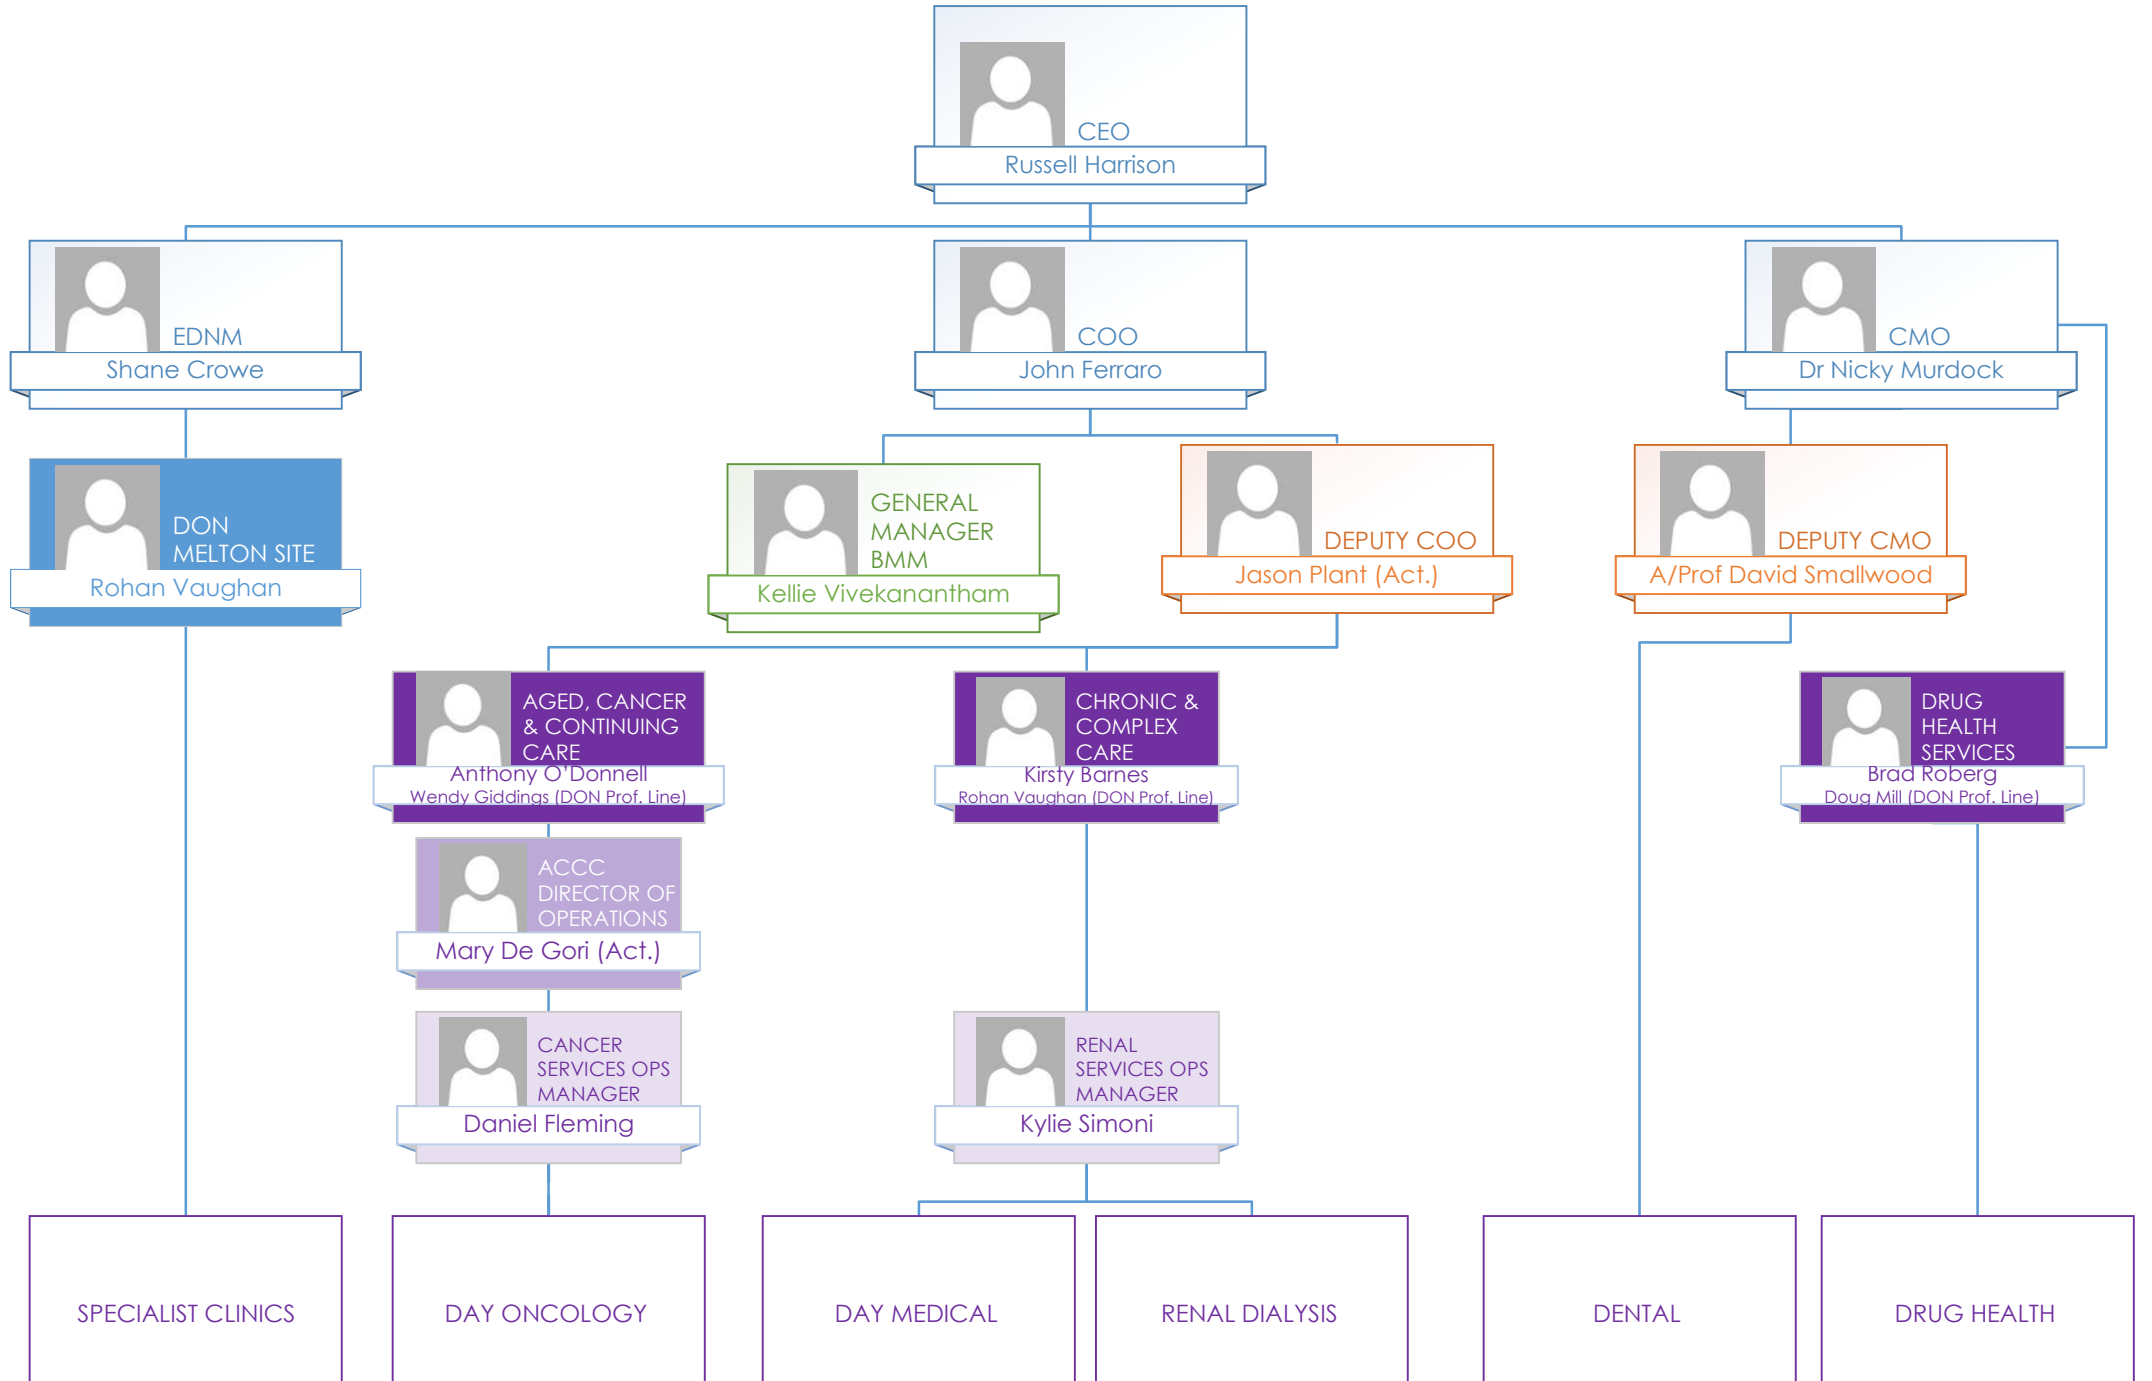 CEO
Russell Harrison
EDNM
Shane Crowe
COO
John Ferraro
CMO
Dr Nicky Murdock
DON
MELTON SITE
Rohan Vaughan
GENERAL
MANAGER
BMM
Kellie Vivekanantham
DEPUTY COO
Jason Plant (Act.)
DEPUTY CMO
A/Prof David Smallwood
AGED, CANCER
& CONTINUING
CARE
Anthony O'Donnell
Wendy Giddings (DON Prof. Line)
CHRONIC &
COMPLEX
CARE
Kirsty Barnes
Rohan Vaughan (DON Prof. Line)
DRUG
HEALTH
SERVICES
Brad Roberg
Doug Mill (DON Prof. Line)
ACCC
DIRECTOR OF
OPERATIONS
Mary De Gori (Act.)
CANCER
SERVICES OPS
MANAGER
Daniel Fleming
RENAL
SERVICES OPS
MANAGER
Kylie Simoni
SPECIALIST CLINICS
DAY ONCOLOGY
DAY MEDICAL
RENAL DIALYSIS
DENTAL
DRUG HEALTH